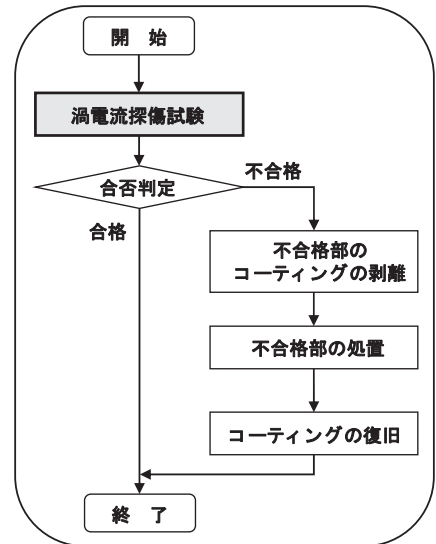 開 始
渦電流探傷試験
合否判定
不合格
合格
不合格部の
コーティングの剥離
不合格部の処置
コーティングの復旧
終 了